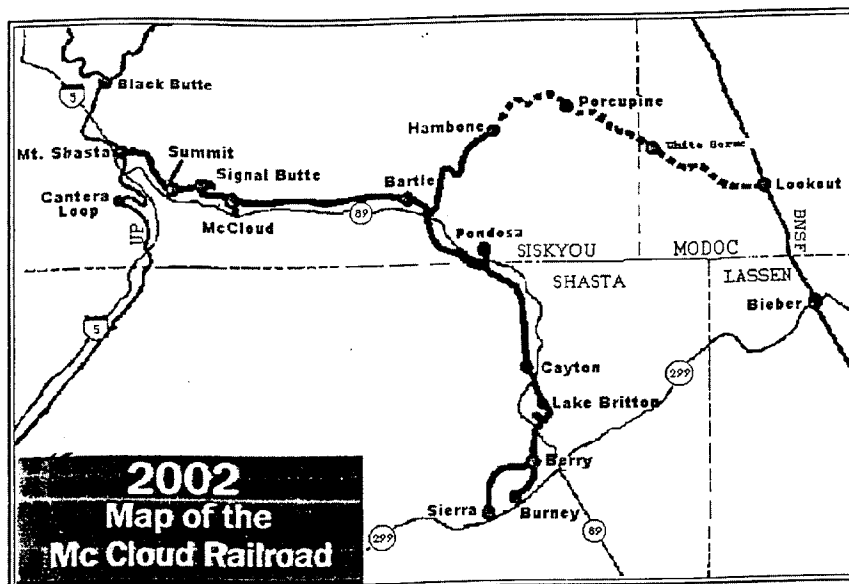 Black Butte
5
Porcupine
Hambone
Mt. Shasta
Summit
Signal Butte
Bartle
Lookout
Cantera
Loop
McCloud
89
UP
Pondosa
BNSF
SISKYOU
MODOC
SHASTA
LASSEN
Bieber
5
Cayton
299
Lake Britton
2002
Map of the
Mc Cloud Railroad
Berry
Sierra
Burney
299
89